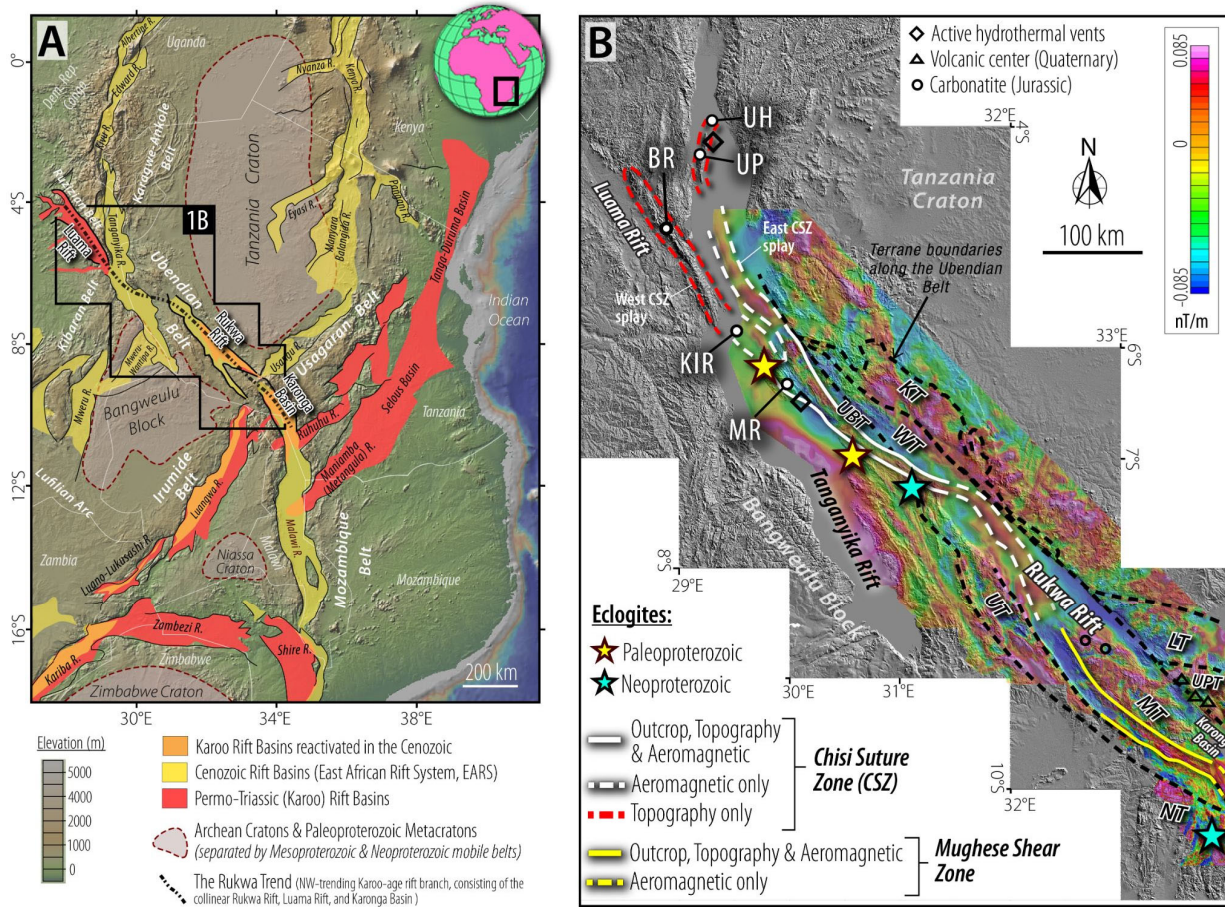 A
0°
4°S
8°S
12°S
16°S
30°E
34°E
38°E
Uganda
Dem. Rep.
Congo
Kenya
Tanzania
Zambia
Malawi
Mozambique
Zimbabwe
Indian
Ocean
Albertine R.
Edward R.
Kivu R.
Nyanza R.
Kenya R.
Karagwe-Ankole
Belt
Tanzania Craton
Eyasi R.
Pangani R.
Manyara
Balangida R.
Tanga-Duruma Basin
1B
Rusizian Belt
Luama
Rift
Tanganyika R.
Ubendian
Belt
Rukwa
Rift
Kibaran Belt
Mweru-
Wantipa R.
Mweru R.
Bangweulu
Block
Usangu R.
Usagaran Belt
Karonga
Basin
Ruhuhu R.
Selous Basin
Maniamba
(Metangula) R.
Lufilian Arc
Irumide
Belt
Luangwa R.
Lugano-Lukusashi R.
Niassa
Craton
Malawi R.
Mozambique
Belt
Zambezi R.
Shire R.
Kariba R.
Zimbabwe Craton
200 km
Elevation (m)
5000
4000
3000
2000
1000
0
Karoo Rift Basins reactivated in the Cenozoic
Cenozoic Rift Basins (East African Rift System, EARS)
Permo-Triassic (Karoo) Rift Basins
Archean Cratons & Paleoproterozoic Metacratons
(separated by Mesoproterozoic & Neoproterozoic mobile belts)
The Rukwa Trend (NW-trending Karoo-age rift branch, consisting of the
collinear Rukwa Rift, Luama Rift, and Karonga Basin )
B
Active hydrothermal vents
Volcanic center (Quaternary)
Carbonatite (Jurassic)
0.085
0
-0.085
nT/m
N
100 km
32°E
4°S
33°E
6°S
7°S
8°S
29°E
30°E
31°E
10°S
32°E
UH
UP
BR
Luama Rift
Tanzania
Craton
East CSZ
splay
West CSZ
splay
Terrane boundaries
along the Ubendian
Belt
KIR
MR
UBT
WT
KT
Tanganyika Rift
Bangweulu Block
UT
Rukwa Rift
LT
UPT
MT
Karonga
Basin
NT
Eclogites:
Paleoproterozoic
Neoproterozoic
Outcrop, Topography
& Aeromagnetic
Aeromagnetic only
Topography only
Chisi Suture
Zone (CSZ)
Outcrop, Topography & Aeromagnetic
Aeromagnetic only
Mughese Shear
Zone